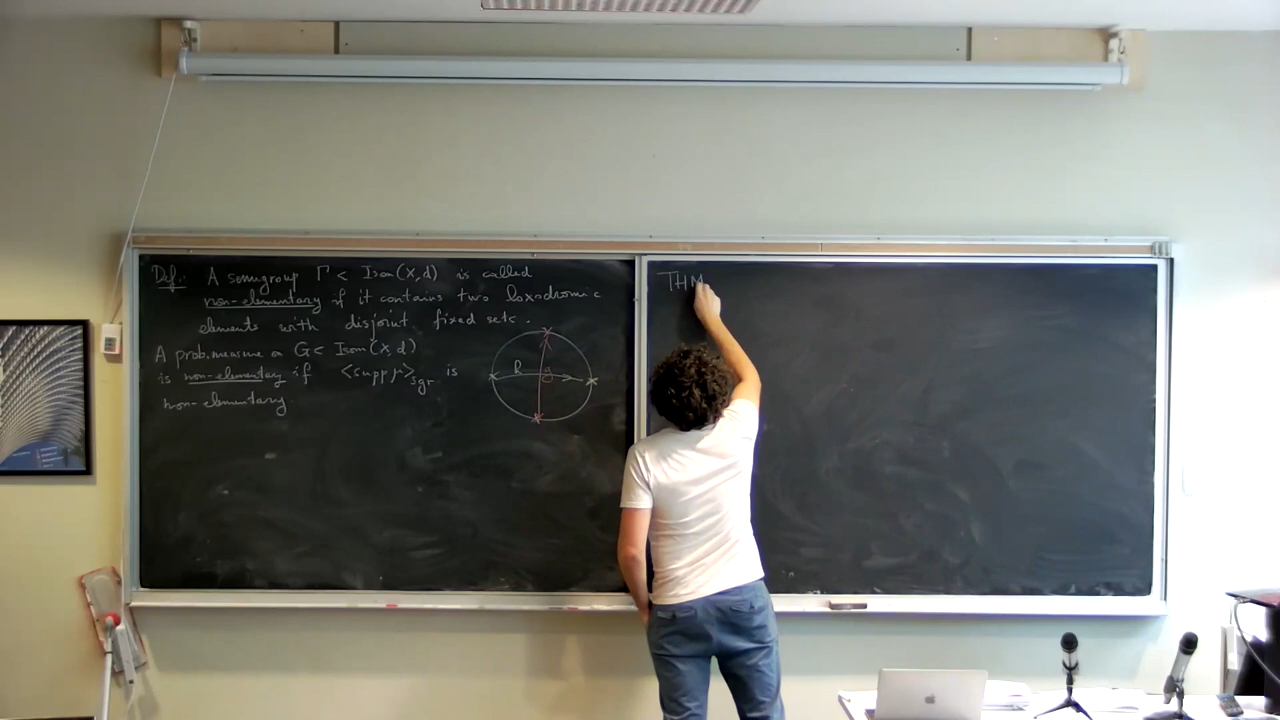 Def: A semigroup Γ < Isom(X,d) is called
non-elementary if it contains two loxodromic
elements with disjoint fixed sets.
A prob. measure on G < Isom(X,d)
is non-elementary if <supp μ>sgr is
non-elementary.
R
g
THM